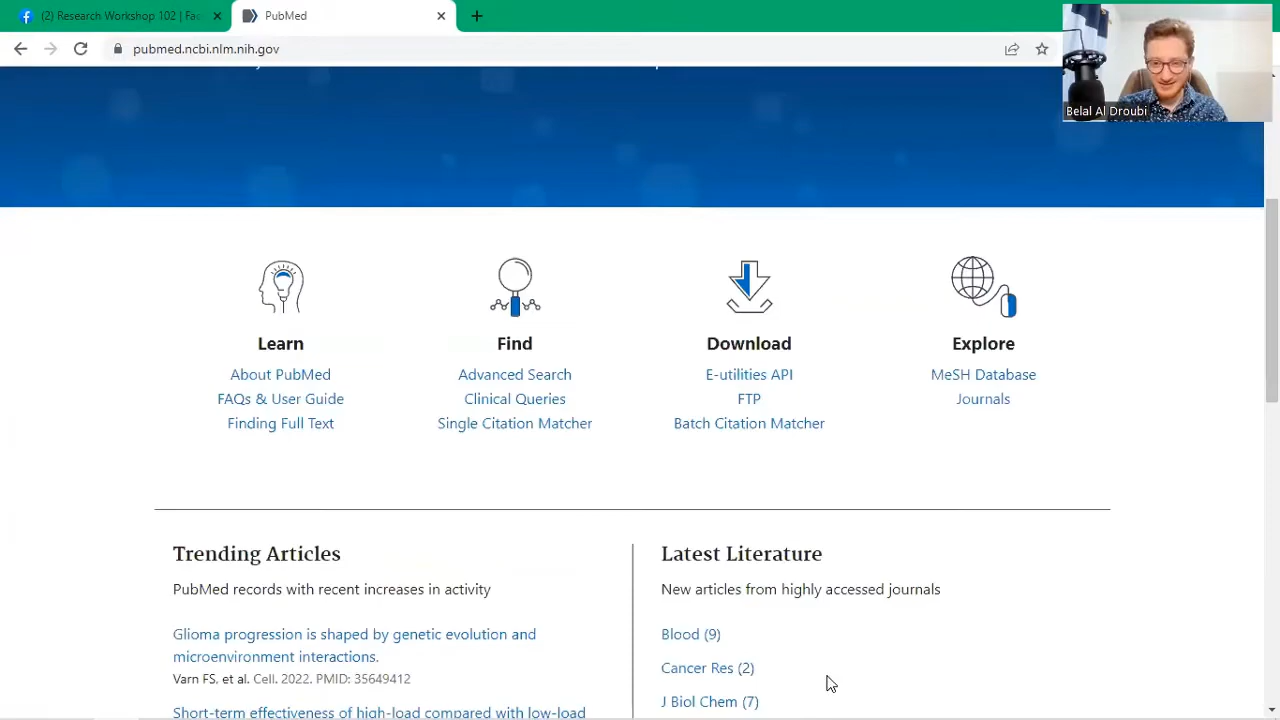 (2) Research Workshop 102 | Fac
PubMed
pubmed.ncbi.nlm.nih.gov
Belal Al Droubi
Learn
About PubMed
FAQs & User Guide
Finding Full Text
Find
Advanced Search
Clinical Queries
Single Citation Matcher
Download
E-utilities API
FTP
Batch Citation Matcher
Explore
MeSH Database
Journals
Trending Articles
PubMed records with recent increases in activity
Glioma progression is shaped by genetic evolution and
microenvironment interactions.
Varn FS, et al. Cell. 2022. PMID: 35649412
Short-term effectiveness of high-load compared with low-load
Latest Literature
New articles from highly accessed journals
Blood (9)
Cancer Res (2)
J Biol Chem (7)